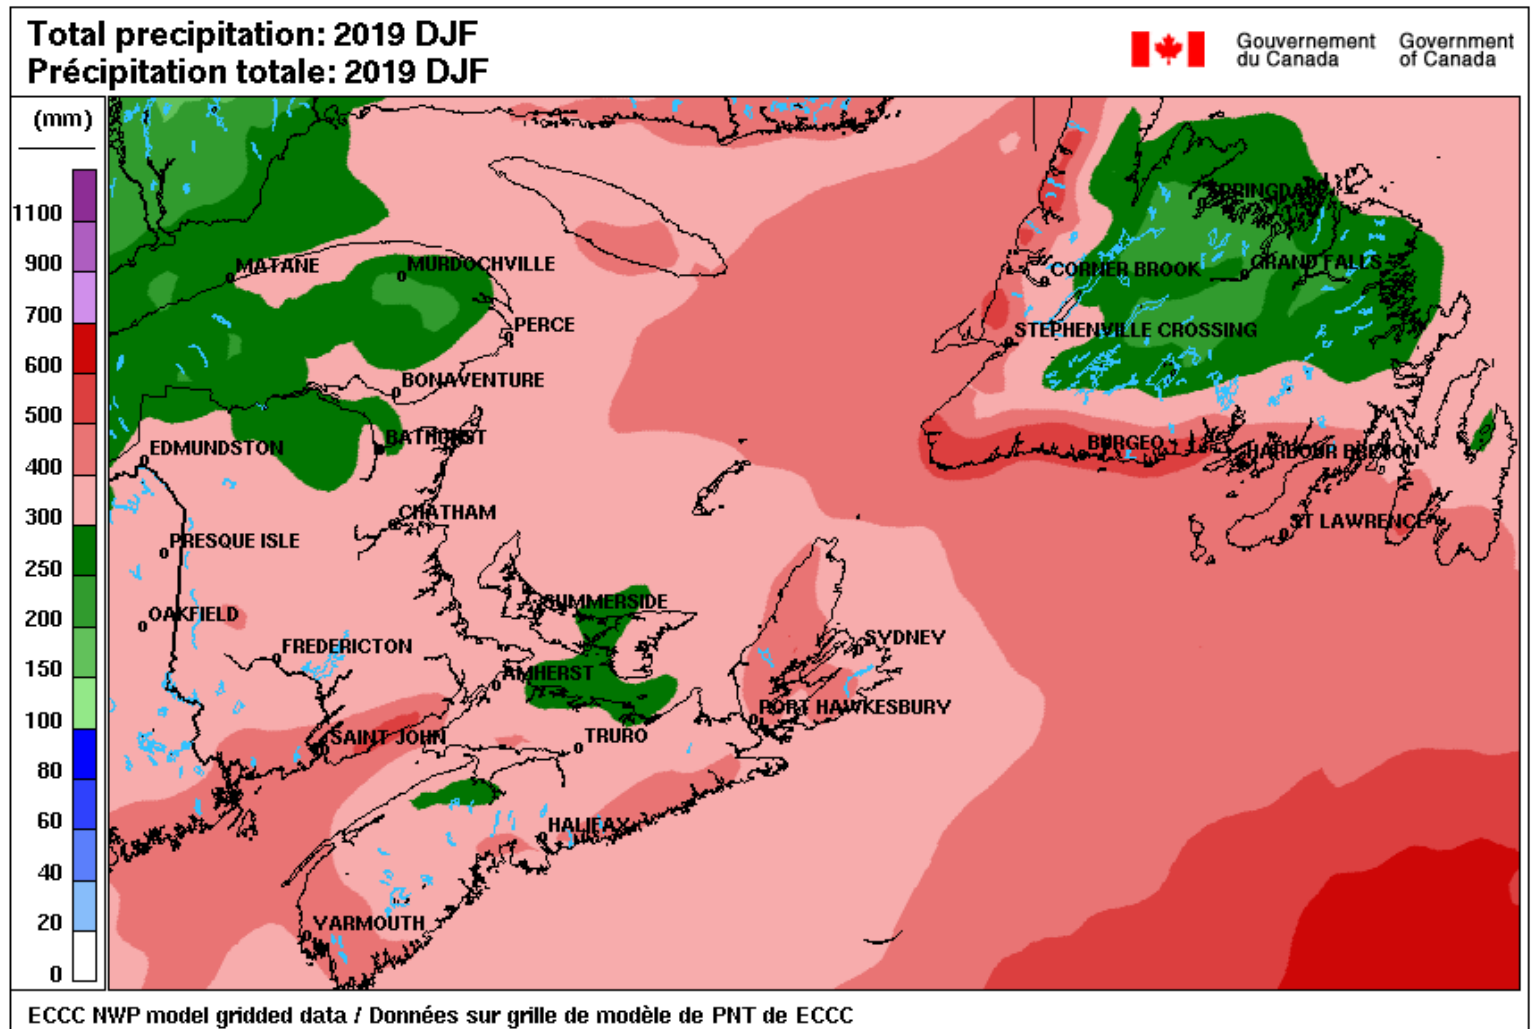 Total precipitation: 2019 DJF
Précipitation totale: 2019 DJF
Gouvernement du Canada
Government of Canada
(mm)
1100
900
700
600
500
400
300
250
200
150
100
80
60
40
20
0
SPRINGDALE
MATANE
MURDOCHVILLE
CORNER BROOK
GRAND FALLS
PERCE
STEPHENVILLE CROSSING
BONAVENTURE
BATHURST
EDMUNDSTON
BURGEO
HARBOUR BRETON
CHATHAM
ST LAWRENCE
PRESQUE ISLE
OAKFIELD
SUMMERSIDE
FREDERICTON
SYDNEY
AMHERST
PORT HAWKESBURY
SAINT JOHN
TRURO
HALIFAX
YARMOUTH
ECCC NWP model gridded data / Données sur grille de modèle de PNT de ECCC